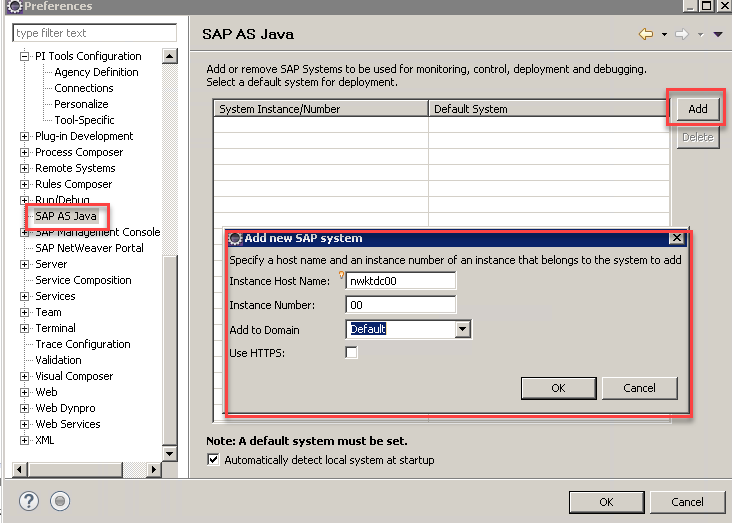 Preferences
type filter text
PI Tools Configuration
Agency Definition
Connections
Personalize
Tool-Specific
Plug-in Development
Process Composer
Remote Systems
Rules Composer
Run/Debug
SAP AS Java
SAP Management Console
SAP NetWeaver Portal
Server
Service Composition
Services
Team
Terminal
Trace Configuration
Validation
Visual Composer
Web
Web Dynpro
Web Services
XML
SAP AS Java
Add or remove SAP Systems to be used for monitoring, control, deployment and debugging.
Select a default system for deployment.
System Instance/Number Default System
Add
Delete
Add new SAP system
Specify a host name and an instance number of an instance that belongs to the system to add
Instance Host Name: nwktdc00
Instance Number: 00
Add to Domain Default
Use HTTPS:
OK Cancel
Note: A default system must be set.
Automatically detect local system at startup
? OK Cancel